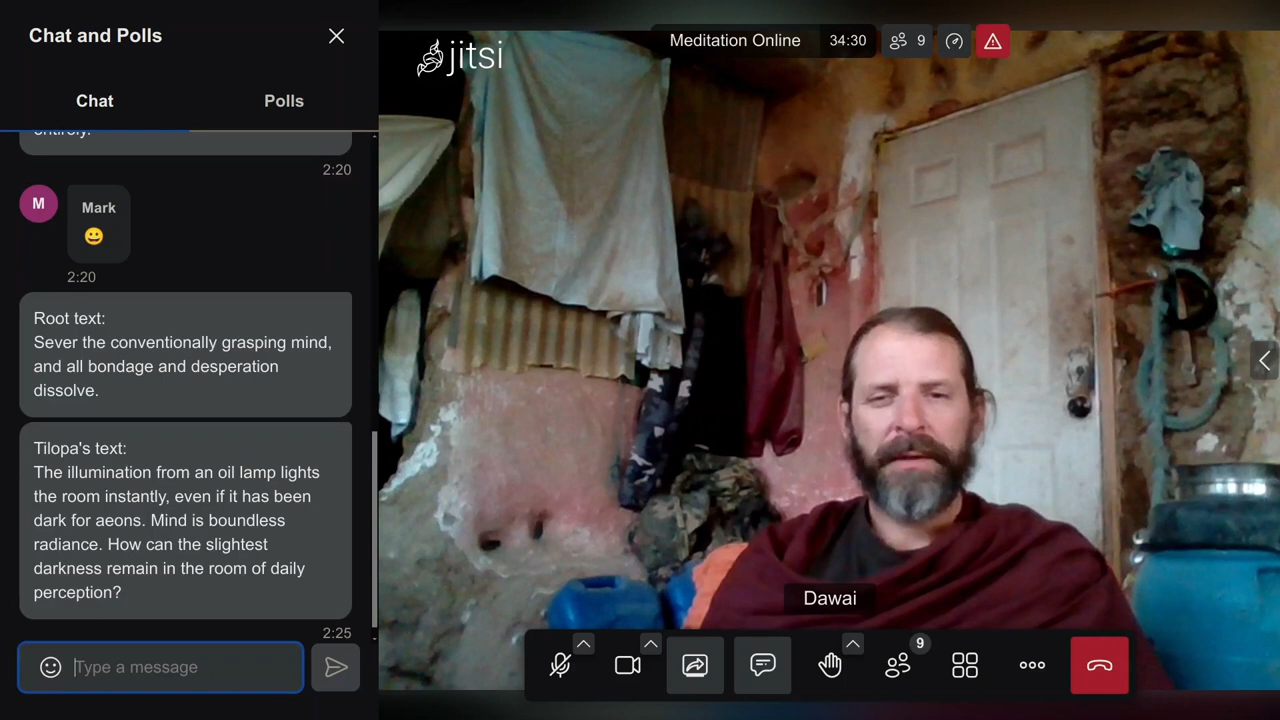 Chat and Polls
Chat
Polls
entirely.
2:20
M
Mark
2:20
Root text:
Sever the conventionally grasping mind,
and all bondage and desperation
dissolve.
Tilopa's text:
The illumination from an oil lamp lights
the room instantly, even if it has been
dark for aeons. Mind is boundless
radiance. How can the slightest
darkness remain in the room of daily
perception?
2:25
Type a message
jitsi
Meditation Online
34:30
9
Dawai
9